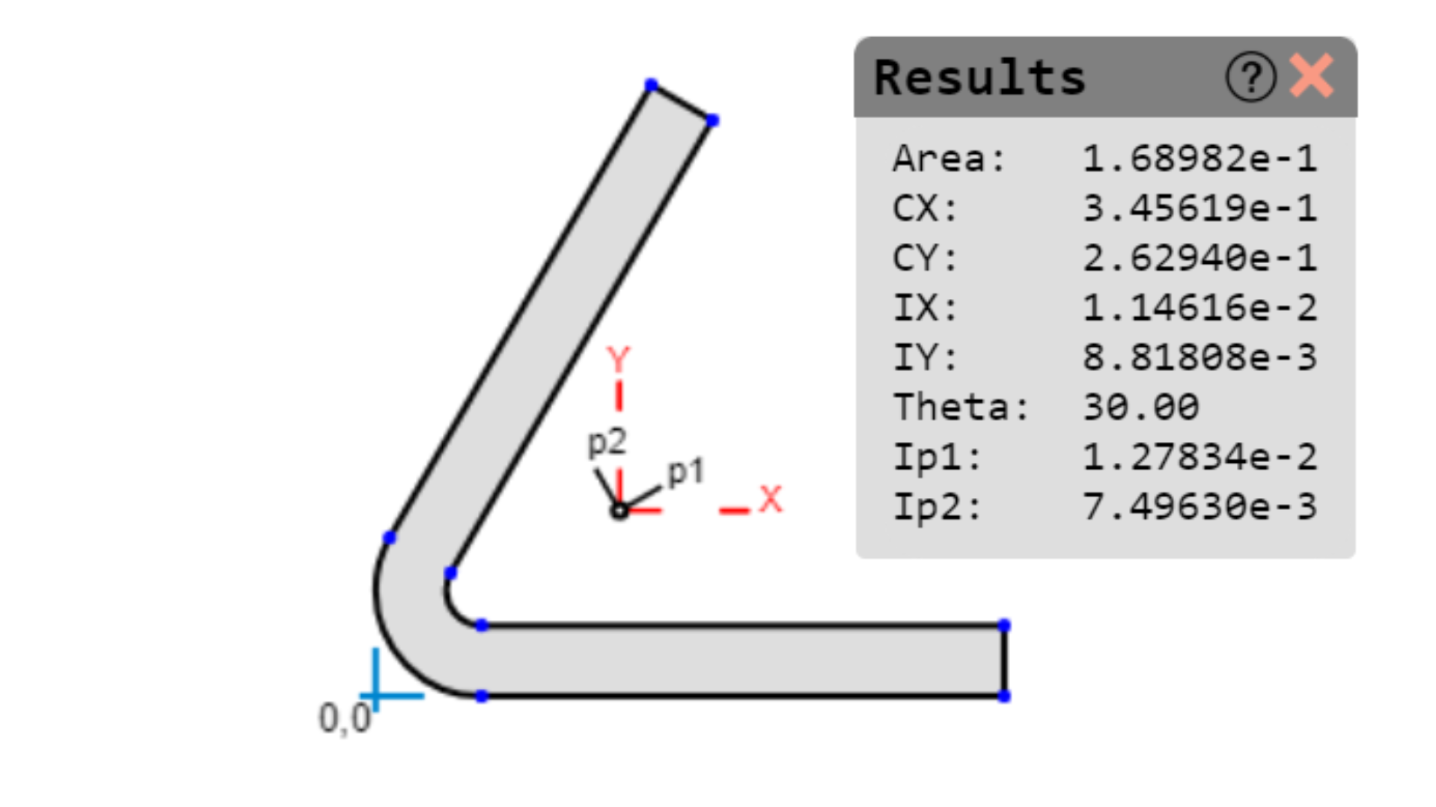 Results ?
Area: 1.68982e-1
CX: 3.45619e-1
CY: 2.62940e-1
IX: 1.14616e-2
IY: 8.81808e-3
Theta: 30.00
Ip1: 1.27834e-2
Ip2: 7.49630e-3
Y
p2
p1
X
0,0